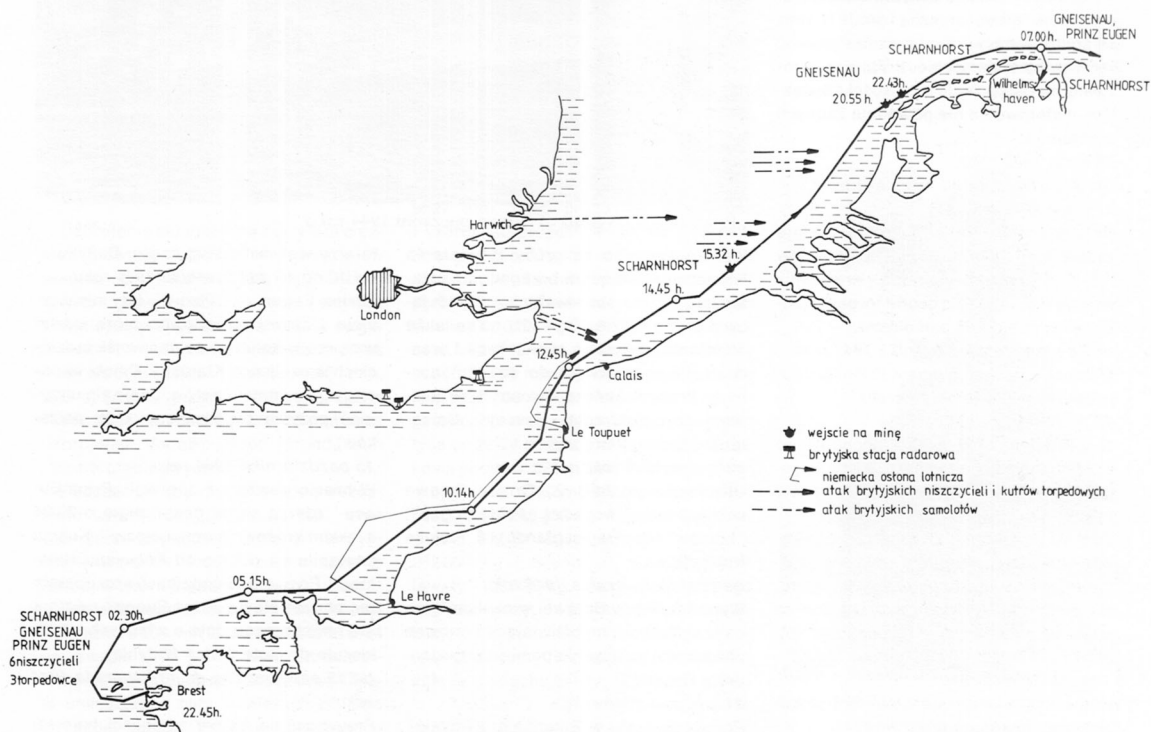 GNEISENAU,
PRINZ EUGEN
07.00 h.
SCHARNHORST
SCHARNHORST
Wilhelms
haven
GNEISENAU
22.43h.
20.55 h.
Harwich
London
15.32 h.
SCHARNHORST
14.45 h.
12.45h.
Calais
Le Toupuet
10.14h.
Le Havre
05.15h.
SCHARNHORST 02.30h.
GNEISENAU
PRINZ EUGEN
6niszczycieli
3torpedowce
Brest
22.45h.
wejscie na minę
brytyjska stacja radarowa
niemiecka osłona lotnicza
atak brytyjskich niszczycieli i kutrów torpedowych
atak brytyjskich samolotów